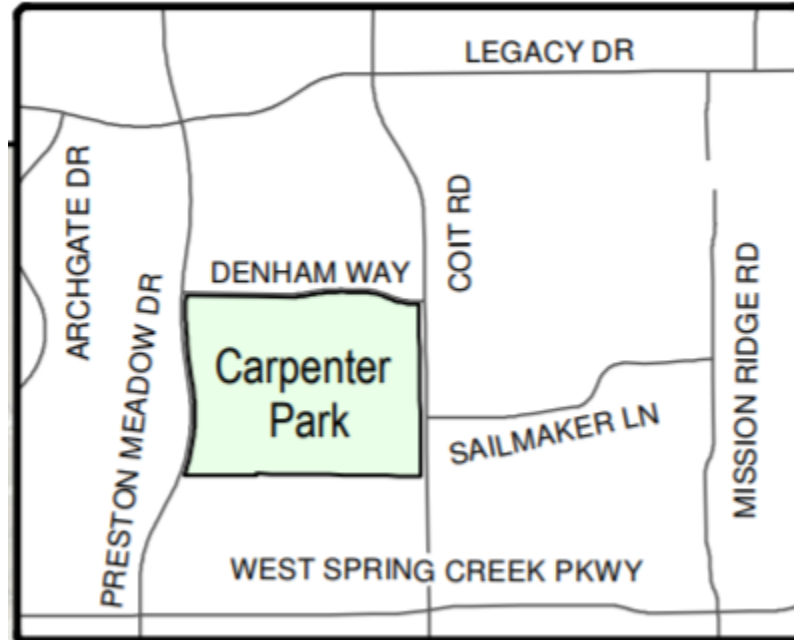 LEGACY DR
ARCHGATE DR
COIT RD
DENHAM WAY
PRESTON MEADOW DR
MISSION RIDGE RD
Carpenter
Park
SAILMAKER LN
WEST SPRING CREEK PKWY